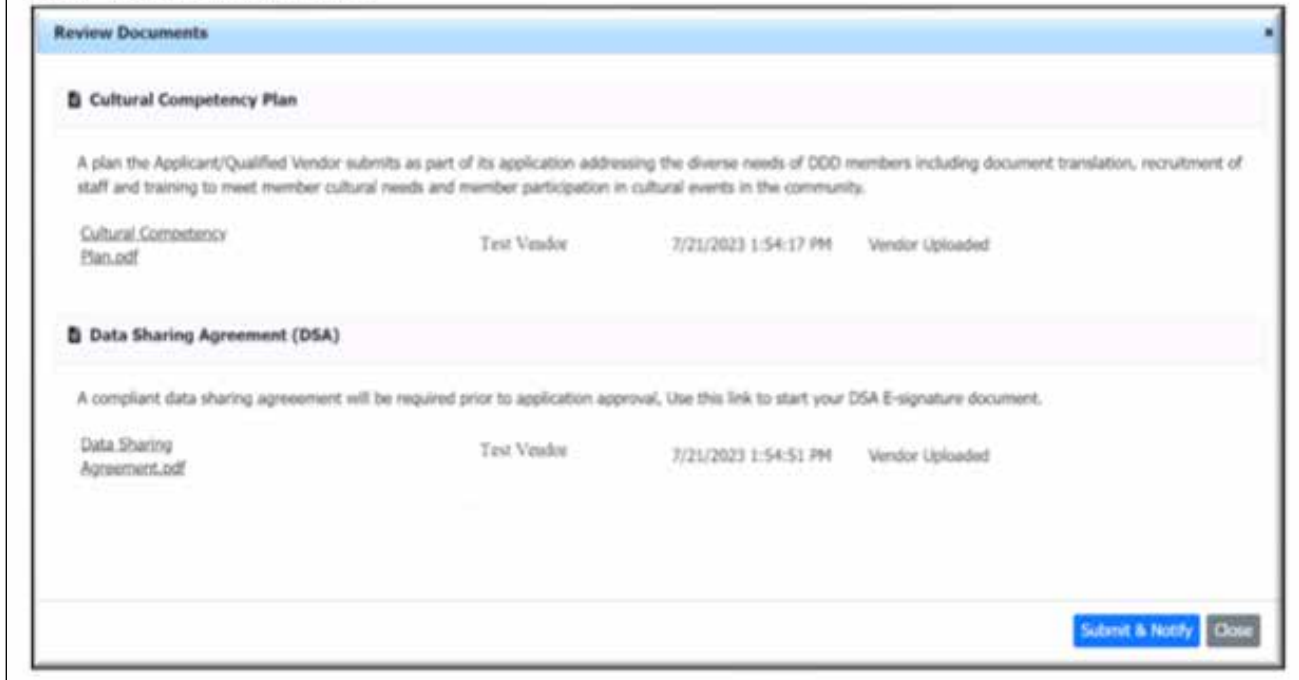 Review Documents
Cultural Competency Plan
A plan the Applicant/Qualified Vendor submits as part of its application addressing the diverse needs of DDD members including document translation, recruitment of
staff and training to meet member cultural needs and member participation in cultural events in the community.
Cultural Competency
Plan.pdf
Test Vendor
7/21/2023 1:54:17 PM
Vendor Uploaded
Data Sharing Agreement (DSA)
A compliant data sharing agreeement will be required prior to application approval, Use this link to start your DSA E-signature document.
Data Sharing
Agreement.pdf
Test Vendor
7/21/2023 1:54:51 PM
Vendor Uploaded
Submit & Notify
Close